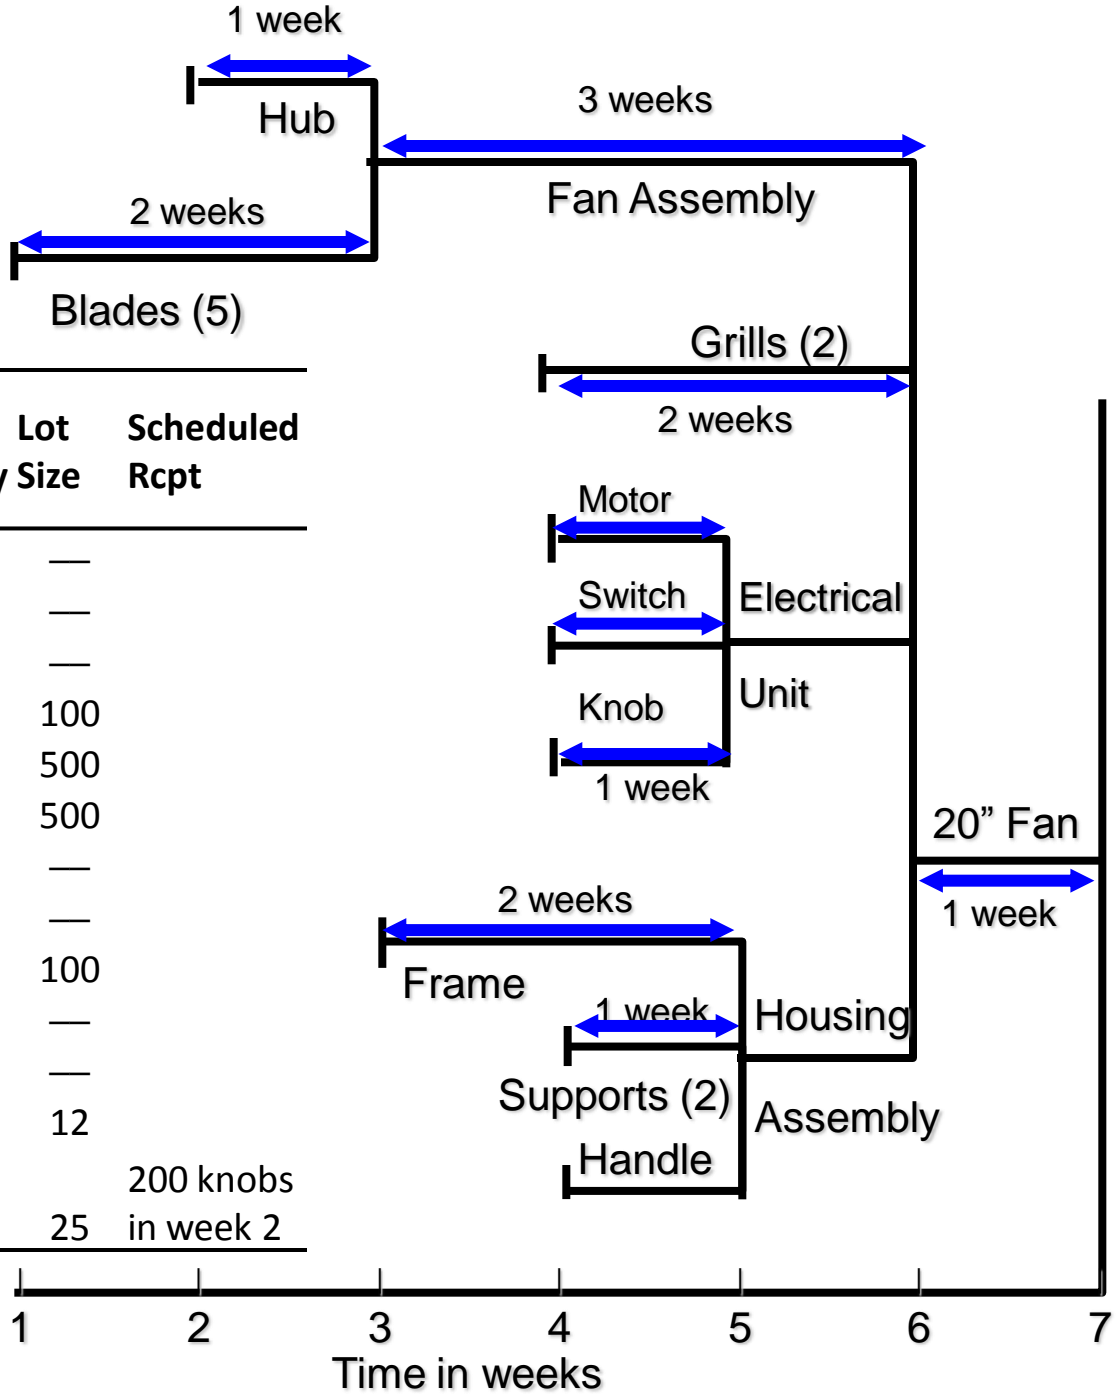 1 week
Hub
3 weeks
Fan Assembly
2 weeks
Blades (5)
Grills (2)
2 weeks
Lot Scheduled
y Size Rcpt
Motor
—
Switch Electrical
—
—
Knob Unit
100
500
1 week
500
20” Fan
—
2 weeks
1 week
—
100
Frame
1 week Housing
—
—
Supports (2)
12 Assembly
Handle
200 knobs
25 in week 2
1 2 3 4 5 6 7
Time in weeks